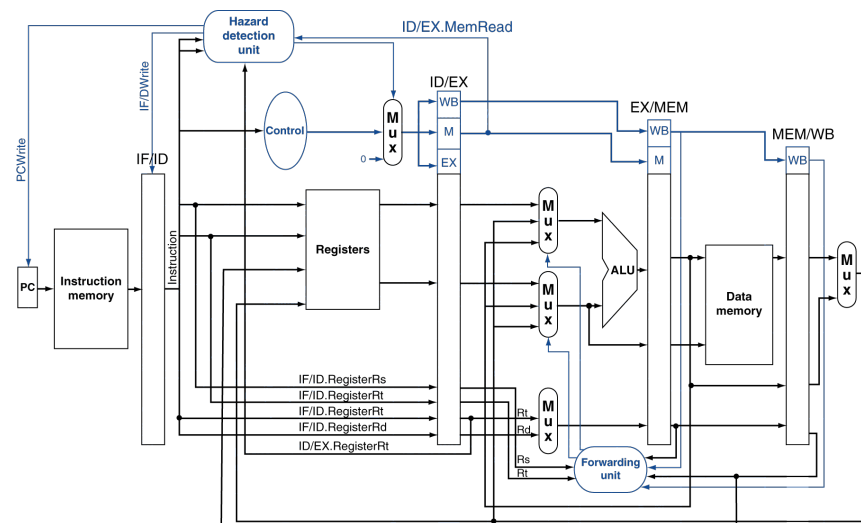 Hazard
detection
unit
ID/EX.MemRead
PCWrite
IF/DWrite
ID/EX
EX/MEM
MEM/WB
IF/ID
Control
0
M
u
x
WB
M
EX
WB
M
WB
PC
Instruction
memory
Instruction
Registers
M
u
x
M
u
x
ALU
Data
memory
M
u
x
IF/ID.RegisterRs
IF/ID.RegisterRt
IF/ID.RegisterRt
IF/ID.RegisterRd
ID/EX.RegisterRt
Rt
Rd
M
u
x
Rs
Rt
Forwarding
unit